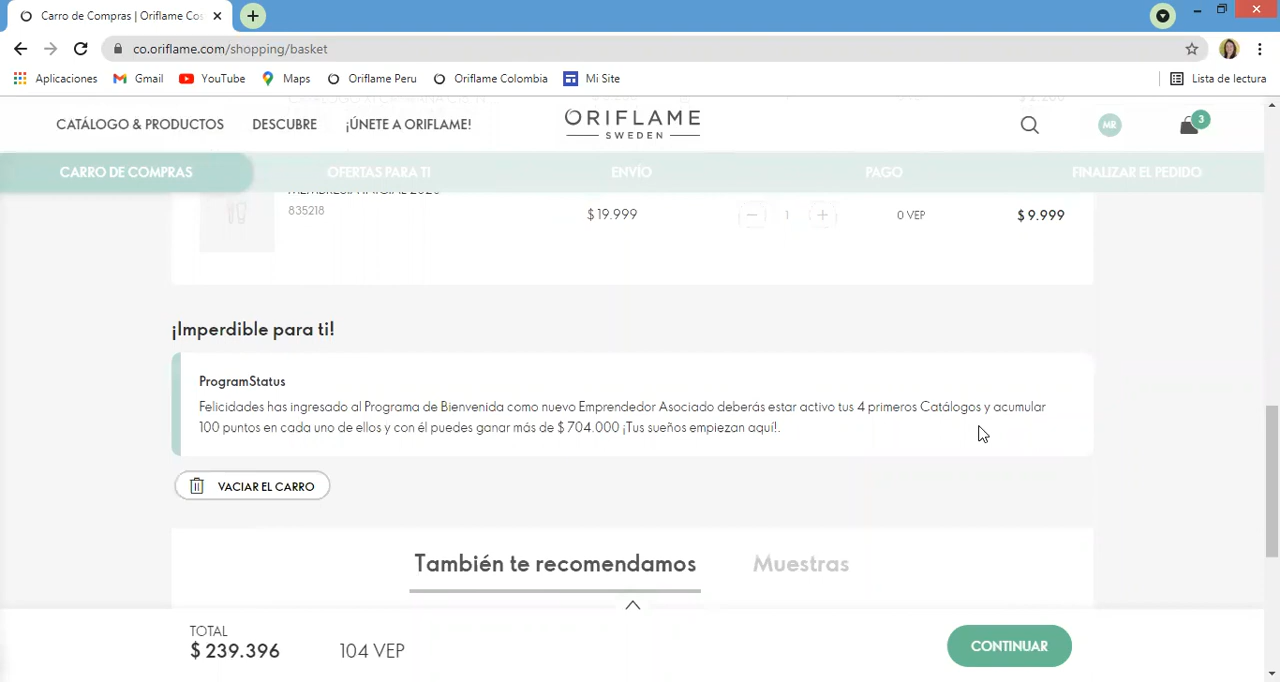 Carro de Compras | Oriflame Cos
co.oriflame.com/shopping/basket
Aplicaciones Gmail YouTube Maps Oriflame Peru Oriflame Colombia Mi Site Lista de lectura
CATÁLOGO & PRODUCTOS DESCUBRE ¡ÚNETE A ORIFLAME! ORIFLAME MR 3
SWEDEN
CARRO DE COMPRAS OFERTAS PARA TI ENVÍO PAGO FINALIZAR EL PEDIDO
835218 $ 19.999 1 0 VEP $ 9.999
¡Imperdible para ti!
ProgramStatus
Felicidades has ingresado al Programa de Bienvenida como nuevo Emprendedor Asociado deberás estar activo tus 4 primeros Catálogos y acumular
100 puntos en cada uno de ellos y con él puedes ganar más de $ 704.000 ¡Tus sueños empiezan aquí!.
VACIAR EL CARRO
También te recomendamos Muestras
TOTAL
$ 239.396 104 VEP CONTINUAR